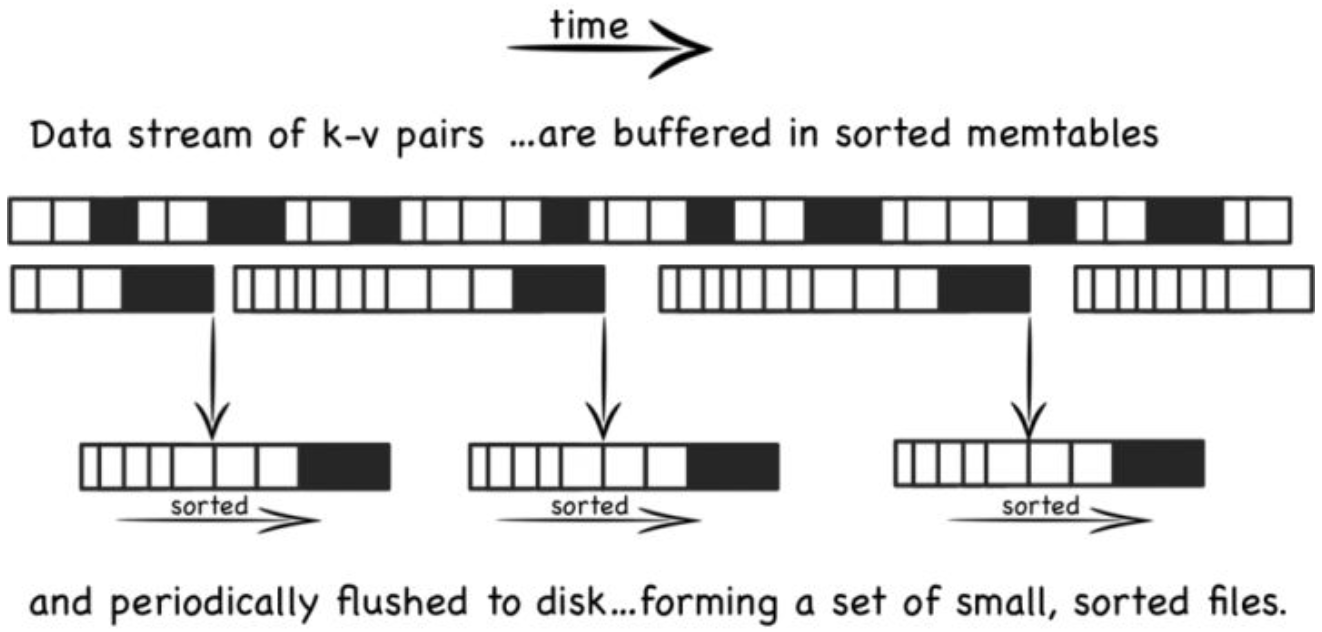 time
Data stream of k-v pairs ...are buffered in sorted memtables
sorted
sorted
sorted
and periodically flushed to disk...forming a set of small, sorted files.